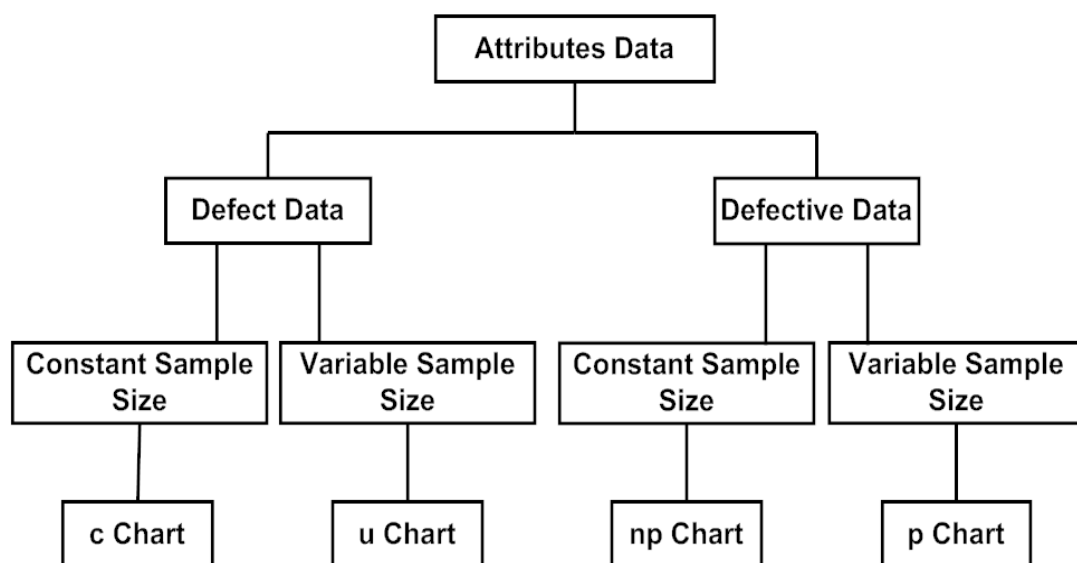 Attributes Data
Defect Data
Defective Data
Constant Sample
Size
Variable Sample
Size
Constant Sample
Size
Variable Sample
Size
c Chart
u Chart
np Chart
p Chart